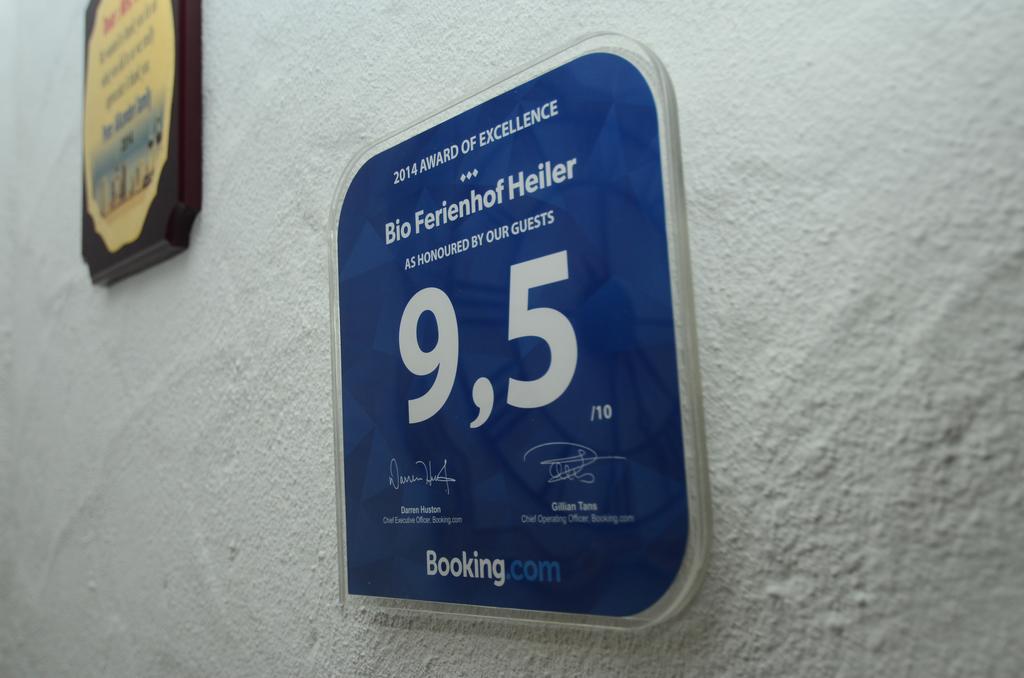 2014 AWARD OF EXCELLENCE
Bio Ferienhof Heiler
AS HONOURED BY OUR GUESTS
9,5
/10
Darren Huston
Chief Executive Officer, Booking.com
Gillian Tans
Chief Operating Officer, Booking.com
Booking.com